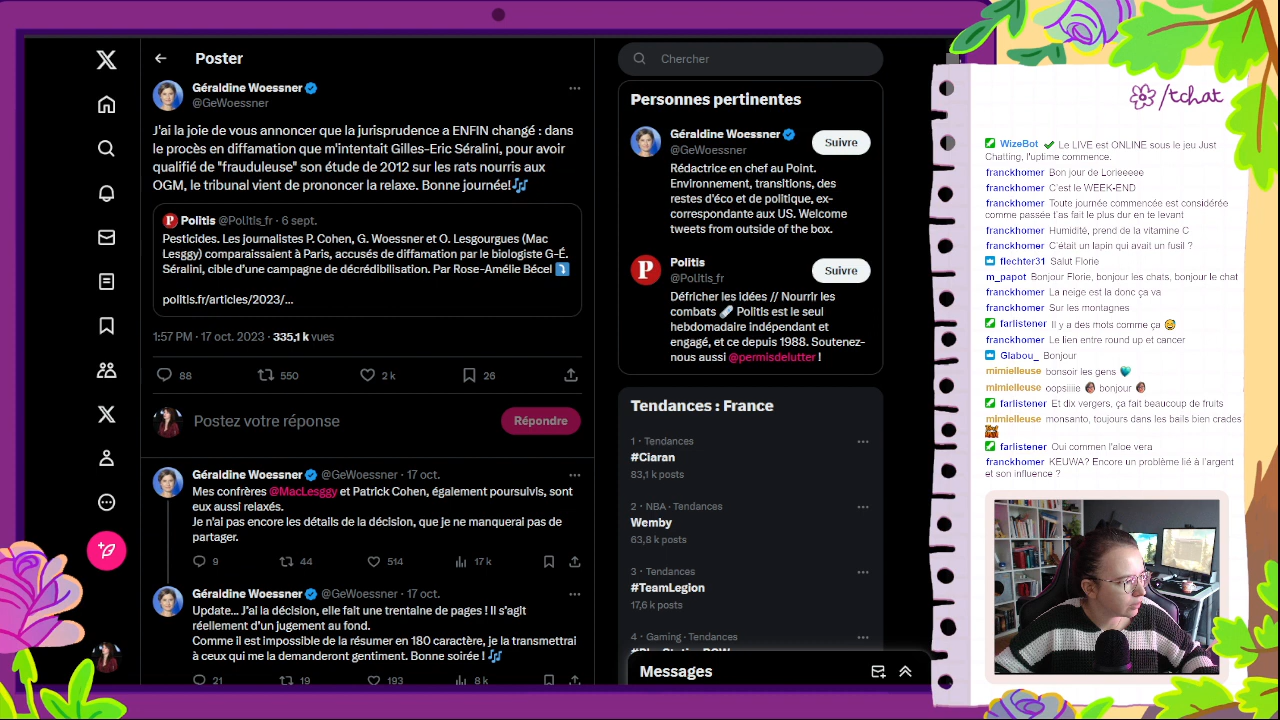 Poster
Géraldine Woessner
@GeWoessner
J'ai la joie de vous annoncer que la jurisprudence a ENFIN changé : dans
le procès en diffamation que m'intentait Gilles-Eric Séralini, pour avoir
qualifié de "frauduleuse" son étude de 2012 sur les rats nourris aux
OGM, le tribunal vient de prononcer la relaxe. Bonne journée!🎶
Politis @Politis_fr · 6 sept.
Pesticides. Les journalistes P. Cohen, G. Woessner et O. Lesgourgues (Mac
Lesggy) comparaissaient à Paris, accusés de diffamation par le biologiste G-É.
Séralini, cible d'une campagne de décrédibilisation. Par Rose-Amélie Bécel ⤵️
politis.fr/articles/2023/…
1:57 PM · 17 oct. 2023 · 335,1 k vues
88 550 2 k 26
Postez votre réponse
Répondre
Géraldine Woessner @GeWoessner · 17 oct.
Mes confrères @MacLesggy et Patrick Cohen, également poursuivis, sont
eux aussi relaxés.
Je n'ai pas encore les détails de la décision, que je ne manquerai pas de
partager.
9 44 514 17 k
Géraldine Woessner @GeWoessner · 17 oct.
Update... J'ai la décision, elle fait une trentaine de pages ! Il s'agit
réellement d'un jugement au fond.
Comme il est impossible de la résumer en 180 caractère, je la transmettrai
à ceux qui me la demanderont gentiment. Bonne soirée !🎶
21 19 193 8 k
Chercher
Personnes pertinentes
Géraldine Woessner
@GeWoessner
Suivre
Rédactrice en chef au Point.
Environnement, transitions, des
restes d'éco et de politique, ex-
correspondante aux US. Welcome
tweets from outside of the box.
Politis
@Politis_fr
Suivre
Défricher les idées // Nourrir les
combats 🗞️ Politis est le seul
hebdomadaire indépendant et
engagé, et ce depuis 1988. Soutenez-
nous aussi @permisdelutter !
Tendances : France
1 · Tendances
#Ciaran
83,1 k posts
2 · NBA · Tendances
Wemby
63,8 k posts
3 · Tendances
#TeamLegion
17,6 k posts
4 · Gaming · Tendances
Messages
/tchat
WizeBot ✔ Le LIVE est ONLINE sous le jeu Just
Chatting, l'uptime commence.
franckhomer Bon jour de Lorieeeee
franckhomer C'est le WEEK-END
franckhomer Toute journée commencée est considérée
comme passée t'as fait le plus dur en te levant
franckhomer Humidité, prend de la vitamine C
franckhomer C'était un lapin qui avait un fusil ?
flechter31 Salut Florie
m_papot Bonjour Florie, bonjour les chats, bonjour le chat
franckhomer La neige est la donc ça va
franckhomer Sur les montagnes
farlistener Il y a des mots comme ça 😅
franckhomer Le lien entre round up et cancer
Glabou_ Bonjour
mimielleuse bonsoir les gens
mimielleuse oopsiiiie bonjour
farlistener Et dix vergers, ça fait beaucoup de fruits
mimielleuse monsanto, toujours dans les bails bien crades
farlistener Oui comen l'aloe vera
franckhomer KEUWA? Encore un problème lié à l'argent
et son influence ?